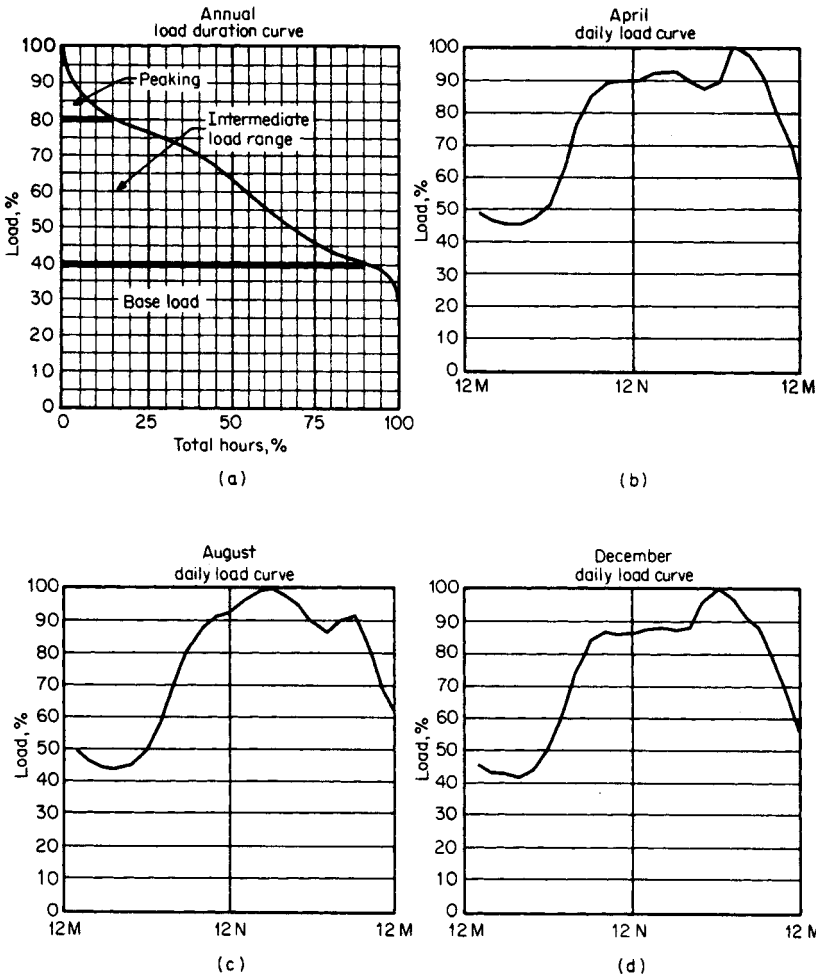 Annual
load duration curve
100
90
80
70
60
50
40
30
20
10
0
Load, %
Peaking
Intermediate
load range
Base load
0
25
50
75
100
Total hours, %
(a)
April
daily load curve
100
90
80
70
60
50
40
30
20
10
0
Load, %
12 M
12 N
12 M
(b)
August
daily load curve
100
90
80
70
60
50
40
30
20
10
0
Load, %
12 M
12 N
12 M
(c)
December
daily load curve
100
90
80
70
60
50
40
30
20
10
0
Load, %
12 M
12 N
12 M
(d)